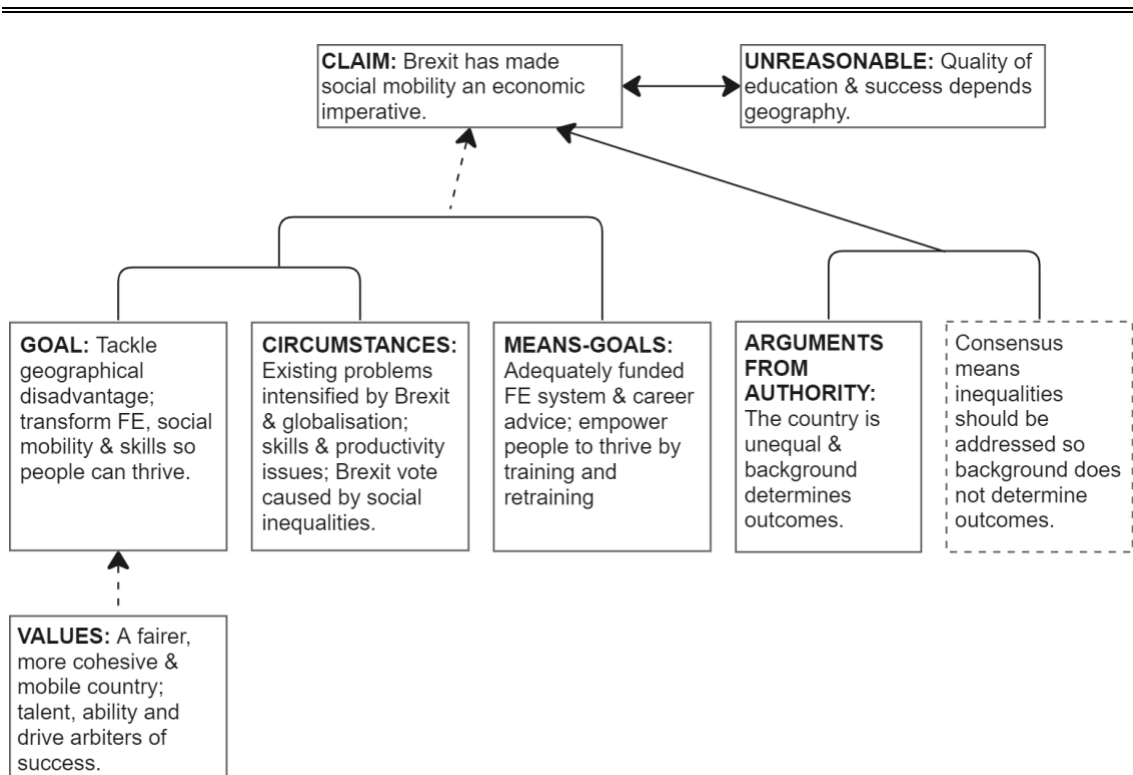 CLAIM: Brexit has made
social mobility an economic
imperative.
UNREASONABLE: Quality of
education & success depends
geography.
GOAL: Tackle
geographical
disadvantage;
transform FE, social
mobility & skills so
people can thrive.
CIRCUMSTANCES:
Existing problems
intensified by Brexit
& globalisation;
skills & productivity
issues; Brexit vote
caused by social
inequalities.
MEANS-GOALS:
Adequately funded
FE system & career
advice; empower
people to thrive by
training and
retraining
ARGUMENTS
FROM
AUTHORITY:
The country is
unequal &
background
determines
outcomes.
Consensus
means
inequalities
should be
addressed so
background does
not determine
outcomes.
VALUES: A fairer,
more cohesive &
mobile country;
talent, ability and
drive arbiters of
success.